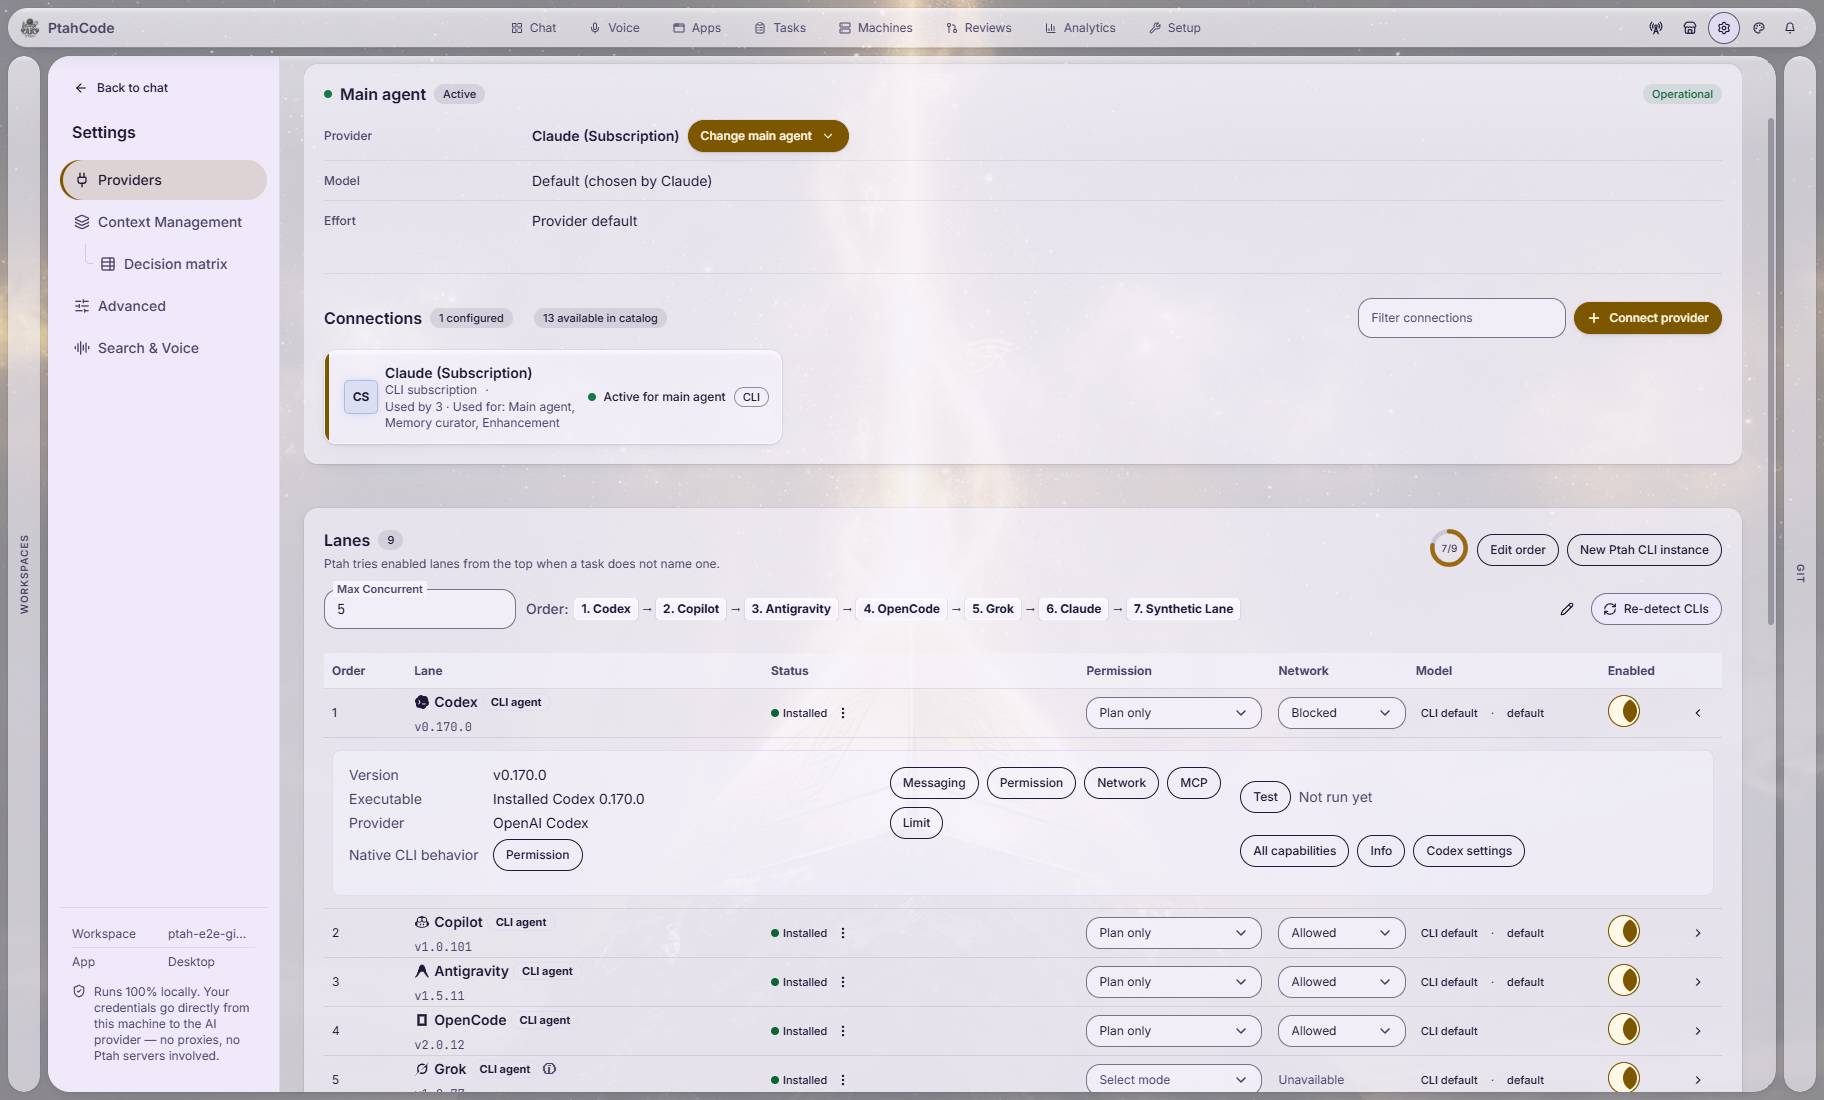 PtahCode
Chat
Voice
Apps
Tasks
Machines
Reviews
Analytics
Setup
WORKSPACES
Back to chat
Settings
Providers
Context Management
Decision matrix
Advanced
Search & Voice
Workspace ptah-e2e-gi...
App Desktop
Runs 100% locally. Your
credentials go directly from
this machine to the AI
provider — no proxies, no
Ptah servers involved.
Main agent Active Operational
Provider Claude (Subscription) Change main agent
Model Default (chosen by Claude)
Effort Provider default
Connections 1 configured 13 available in catalog Filter connections Connect provider
CS
Claude (Subscription)
CLI subscription ·
Used by 3 · Used for: Main agent,
Memory curator, Enhancement
Active for main agent CLI
Lanes 9
Ptah tries enabled lanes from the top when a task does not name one.
7/9 Edit order New Ptah CLI instance
Max Concurrent
5
Order: 1. Codex → 2. Copilot → 3. Antigravity → 4. OpenCode → 5. Grok → 6. Claude → 7. Synthetic Lane
Re-detect CLIs
Order Lane Status Permission Network Model Enabled
1 Codex CLI agent Installed Plan only Blocked CLI default · default
v0.170.0
Version v0.170.0
Executable Installed Codex 0.170.0
Provider OpenAI Codex
Native CLI behavior Permission
Messaging Permission Network MCP
Limit
Test Not run yet
All capabilities Info Codex settings
2 Copilot CLI agent Installed Plan only Allowed CLI default · default
v1.0.101
3 Antigravity CLI agent Installed Plan only Allowed CLI default · default
v1.5.11
4 OpenCode CLI agent Installed Plan only Allowed CLI default
v2.0.12
5 Grok CLI agent Installed Select mode Unavailable CLI default · default
GIT